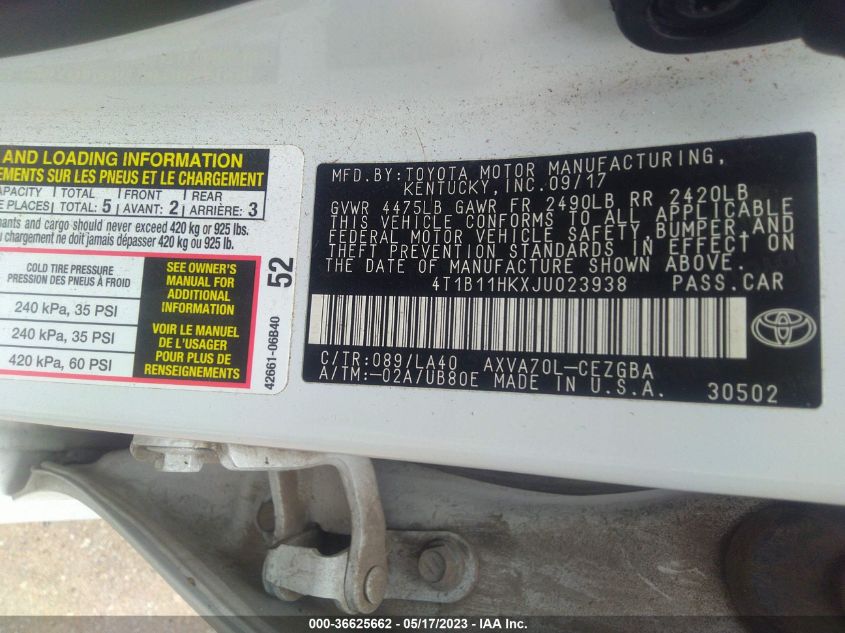 AND LOADING INFORMATION
EMENTS SUR LES PNEUS ET LE CHARGEMENT
CAPACITY TOTAL FRONT REAR
E PLACES TOTAL 5 AVANT: 2 ARRIÈRE: 3
pants and cargo should never exceed 420 kg or 925 lbs.
u chargement ne doit jamais dépasser 420 kg ou 925 lb.
COLD TIRE PRESSURE
PRESSION DES PNEUS À FROID
240 kPa, 35 PSI
240 kPa, 35 PSI
420 kPa, 60 PSI
SEE OWNER'S
MANUAL FOR
ADDITIONAL
INFORMATION
VOIR LE MANUEL
DE L'USAGER
POUR PLUS DE
RENSEIGNEMENTS
52
42661-06B40
MFD.BY:TOYOTA MOTOR MANUFACTURING,
KENTUCKY, INC.09/17
GVWR 4475LB GAWR FR 2490LB RR 2420LB
THIS VEHICLE CONFORMS TO ALL APPLICABLE
FEDERAL MOTOR VEHICLE SAFETY, BUMPER, AND
THEFT PREVENTION STANDARDS IN EFFECT ON
THE DATE OF MANUFACTURE SHOWN ABOVE.
4T1B11HKXJU023938 PASS.CAR
C/TR:089/LA40 AXVA70L-CEZGBA
A/TM:-02A/UB80E MADE IN U.S.A.
30502
000-36625662 - 05/17/2023 - IAA Inc.